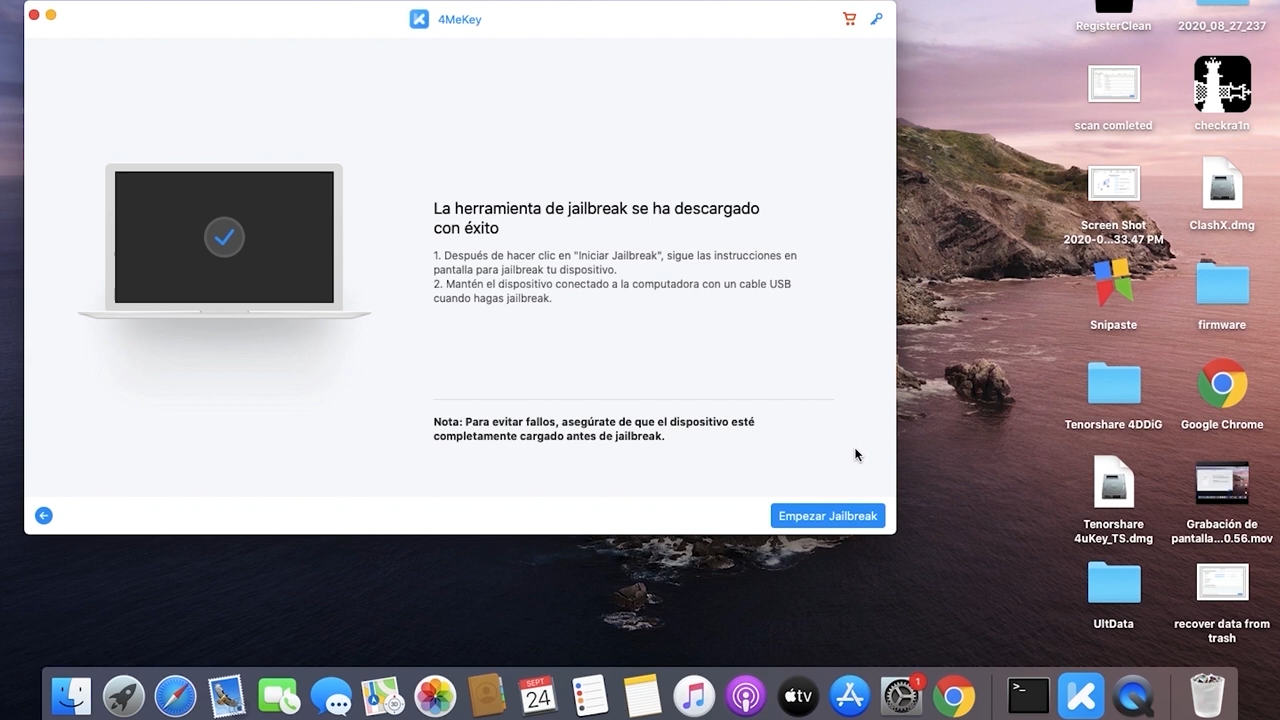 4MeKey
La herramienta de jailbreak se ha descargado
con éxito
1. Después de hacer clic en "Iniciar Jailbreak", sigue las instrucciones en
pantalla para jailbreak tu dispositivo.
2. Mantén el dispositivo conectado a la computadora con un cable USB
cuando hagas jailbreak.
Nota: Para evitar fallos, asegúrate de que el dispositivo esté
completamente cargado antes de jailbreak.
Empezar Jailbreak
RegisterClean
2020_08_27_237
scan comleted
checkra1n
Screen Shot
2020-0...33.47 PM
ClashX.dmg
Snipaste
firmware
Tenorshare 4DDiG
Google Chrome
Tenorshare
4uKey_TS.dmg
Grabación de
pantalla...0.56.mov
UltData
recover data from
trash
SEPT
24
tv
1
>_